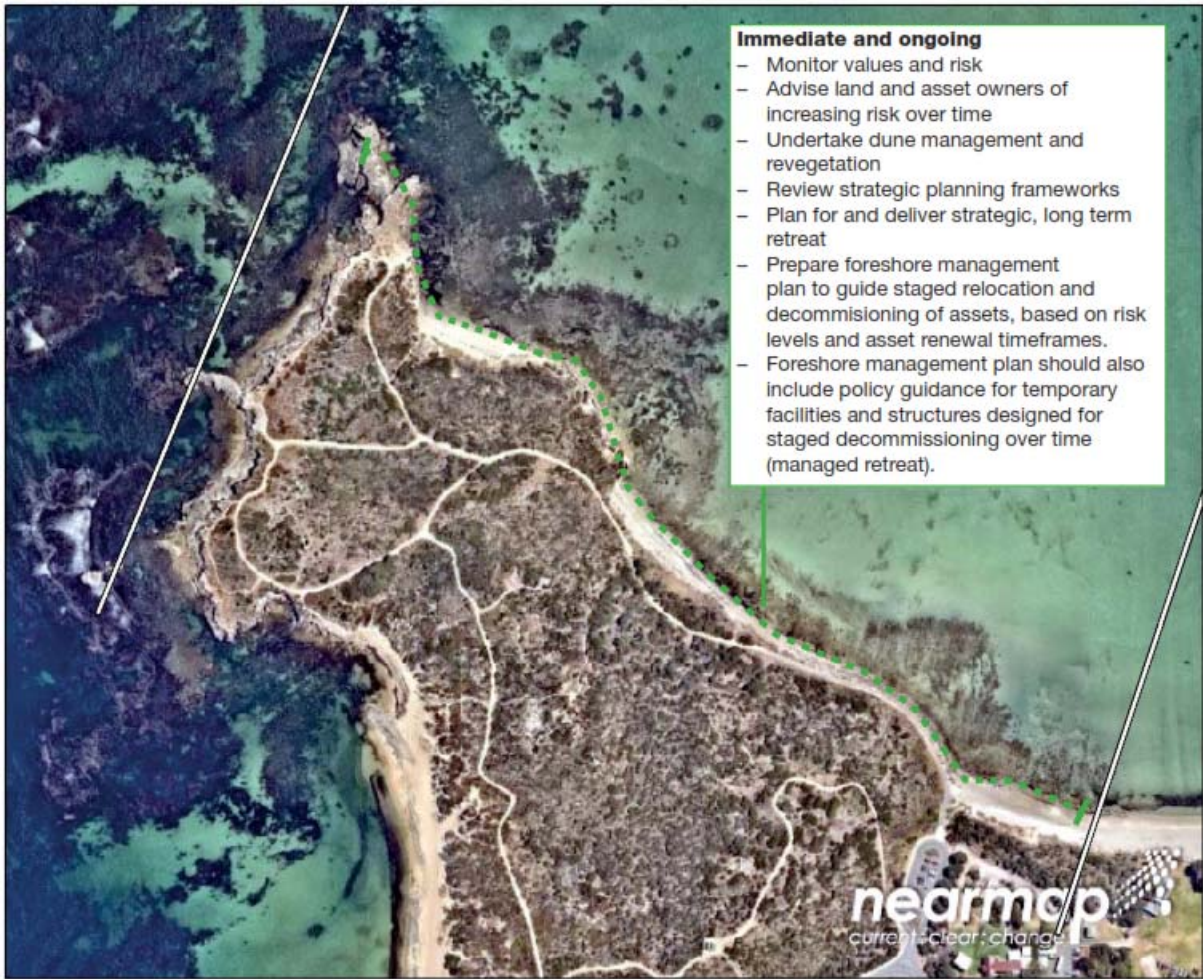 Immediate and ongoing
– Monitor values and risk
– Advise land and asset owners of
increasing risk over time
– Undertake dune management and
revegetation
– Review strategic planning frameworks
– Plan for and deliver strategic, long term
retreat
– Prepare foreshore management
plan to guide staged relocation and
decommisioning of assets, based on risk
levels and asset renewal timeframes.
– Foreshore management plan should also
include policy guidance for temporary
facilities and structures designed for
staged decommissioning over time
(managed retreat).
nearmap
current:clear:change